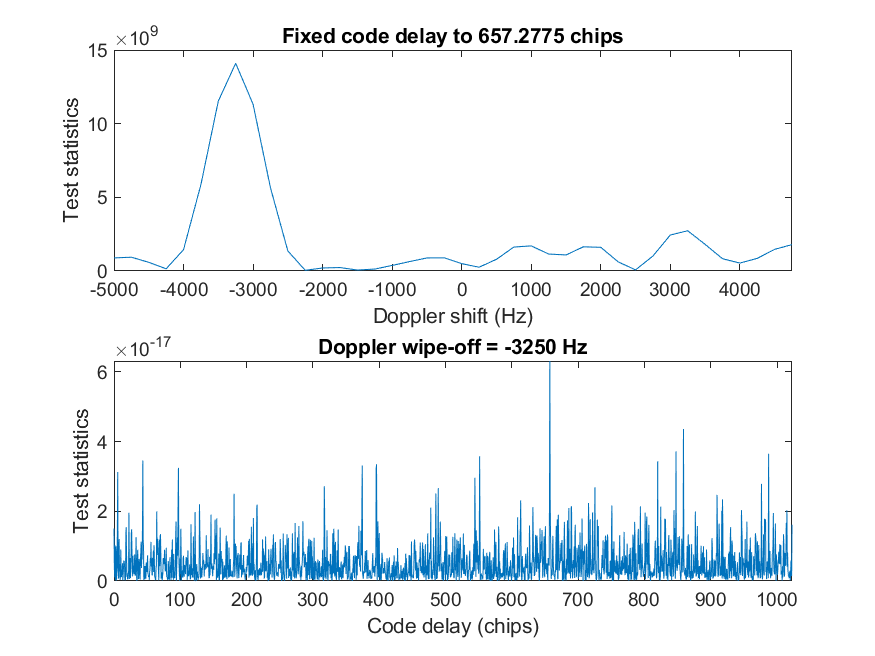 ×10⁹
Fixed code delay to 657.2775 chips
15
10
5
0
Test statistics
-5000 -4000 -3000 -2000 -1000 0 1000 2000 3000 4000
Doppler shift (Hz)
×10⁻¹⁷
Doppler wipe-off = -3250 Hz
6
4
2
0
Test statistics
0 100 200 300 400 500 600 700 800 900 1000
Code delay (chips)